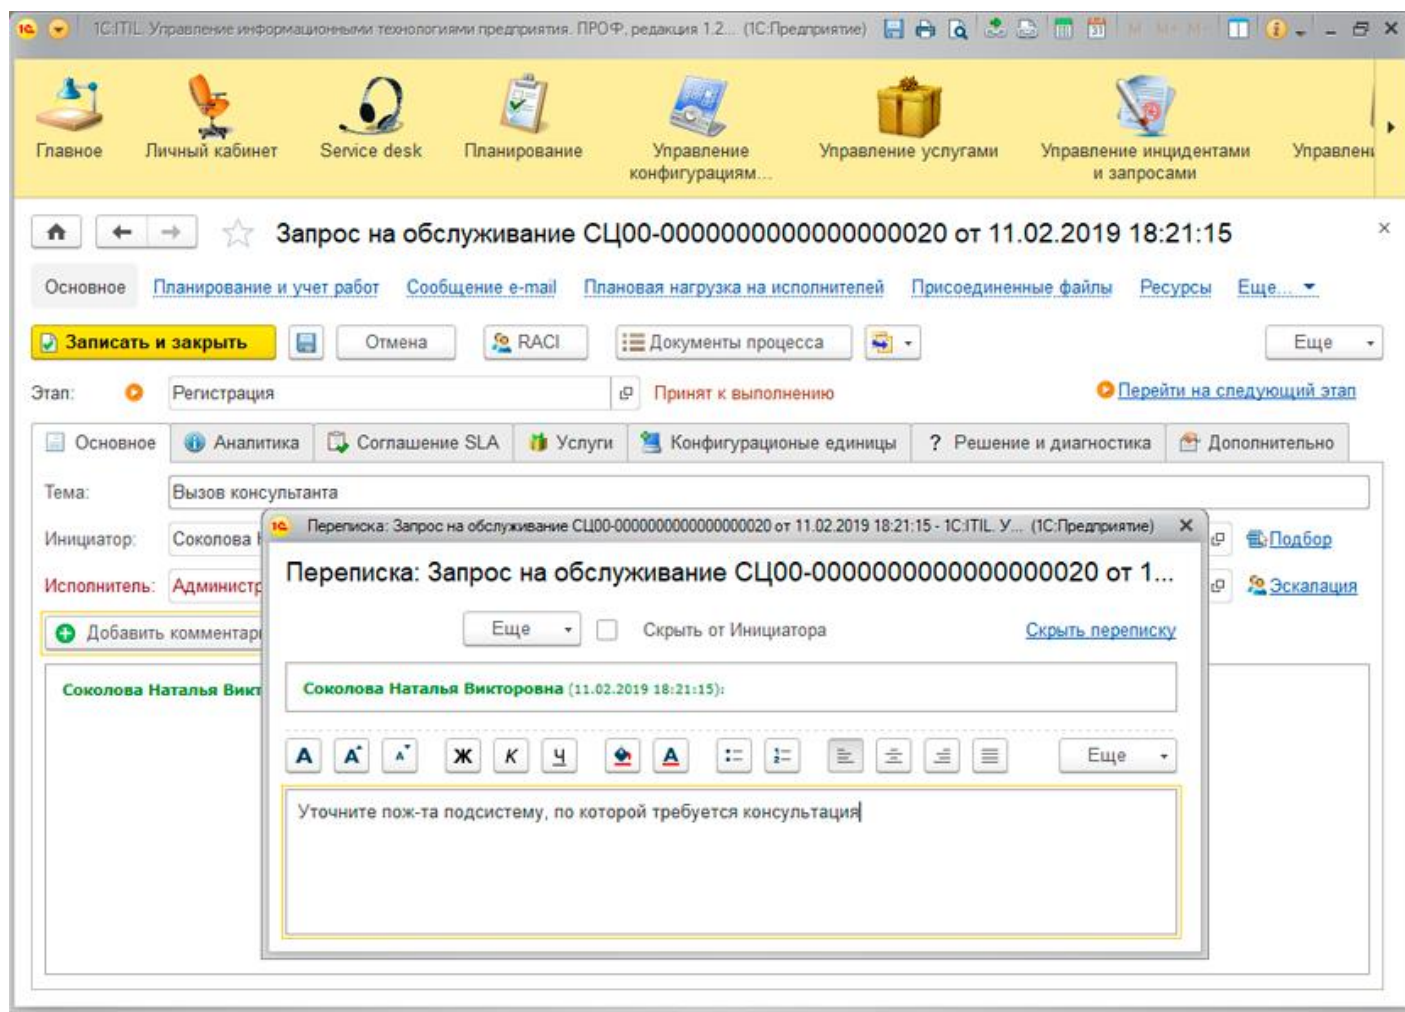 1С:ITIL. Управление информационными технологиями предприятия. ПРОФ, редакция 1.2... (1С:Предприятие) 31 M M+ M-
Главное Личный кабинет Service desk Планирование Управление конфигурациям... Управление услугами Управление инцидентами и запросами Управлени
Запрос на обслуживание СЦ00-0000000000000000020 от 11.02.2019 18:21:15
Основное Планирование и учет работ Сообщение e-mail Плановая нагрузка на исполнителей Присоединенные файлы Ресурсы Еще...
Записать и закрыть Отмена RACI Документы процесса Еще
Этап: Регистрация Принят к выполнению Перейти на следующий этап
Основное Аналитика Соглашение SLA Услуги Конфигурационые единицы ? Решение и диагностика Дополнительно
Тема: Вызов консультанта
Инициатор: Соколова Подбор
Исполнитель: Администр Эскалация
Добавить комментар
Соколова Наталья Викт
Переписка: Запрос на обслуживание СЦ00-0000000000000000020 от 11.02.2019 18:21:15 - 1С:ITIL. У... (1С:Предприятие)
Переписка: Запрос на обслуживание СЦ00-0000000000000000020 от 1...
Еще Скрыть от Инициатора Скрыть переписку
Соколова Наталья Викторовна (11.02.2019 18:21:15):
А А А Ж К Ч А Еще
Уточните пож-та подсистему, по которой требуется консультация